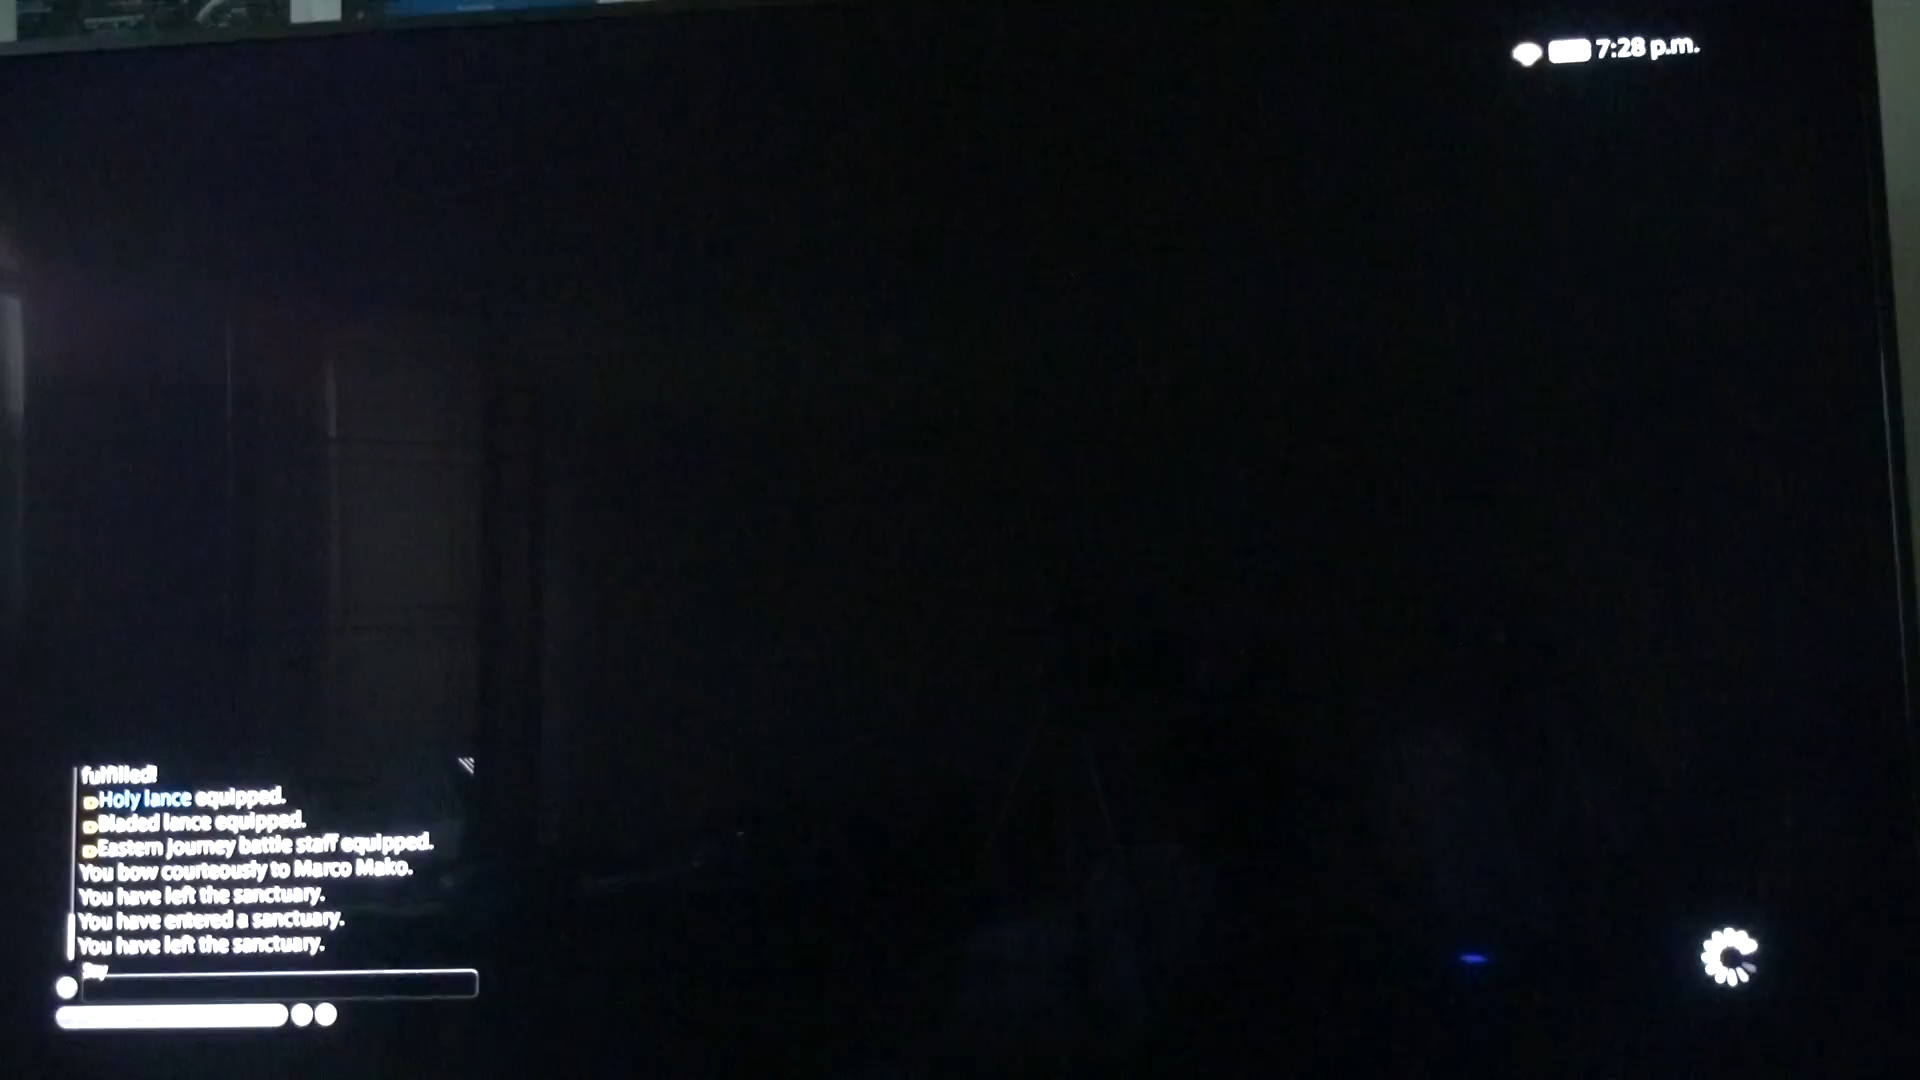 7:28 p.m.
fulfilled!
Holy lance equipped.
Bladed lance equipped.
Eastern journey battle staff equipped.
You bow courteously to Marco Mako.
You have left the sanctuary.
You have entered a sanctuary.
You have left the sanctuary.
Say